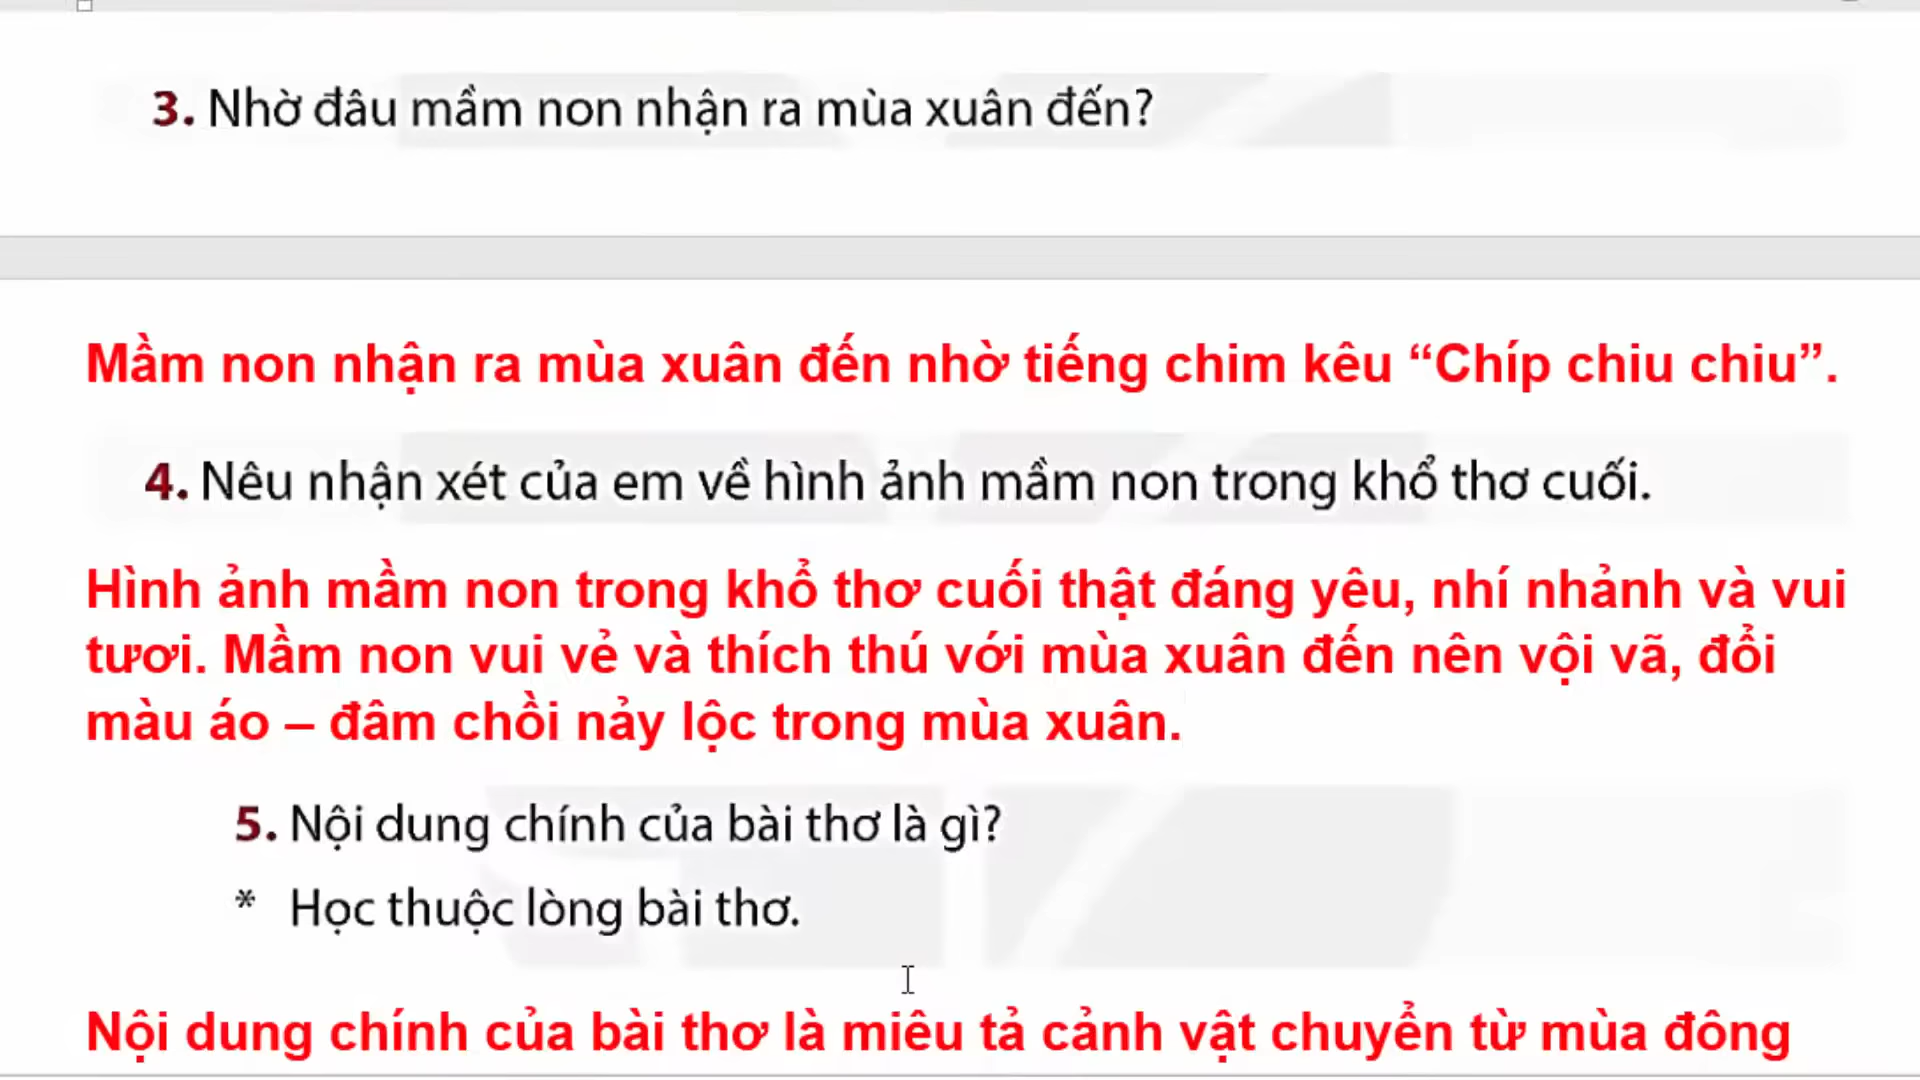 3. Nhờ đâu mầm non nhận ra mùa xuân đến?
Mầm non nhận ra mùa xuân đến nhờ tiếng chim kêu “Chíp chiu chiu”.
4. Nêu nhận xét của em về hình ảnh mầm non trong khổ thơ cuối.
Hình ảnh mầm non trong khổ thơ cuối thật đáng yêu, nhí nhảnh và vui
tươi. Mầm non vui vẻ và thích thú với mùa xuân đến nên vội vã, đổi
màu áo – đâm chồi nảy lộc trong mùa xuân.
5. Nội dung chính của bài thơ là gì?
* Học thuộc lòng bài thơ.
Nội dung chính của bài thơ là miêu tả cảnh vật chuyển từ mùa đông